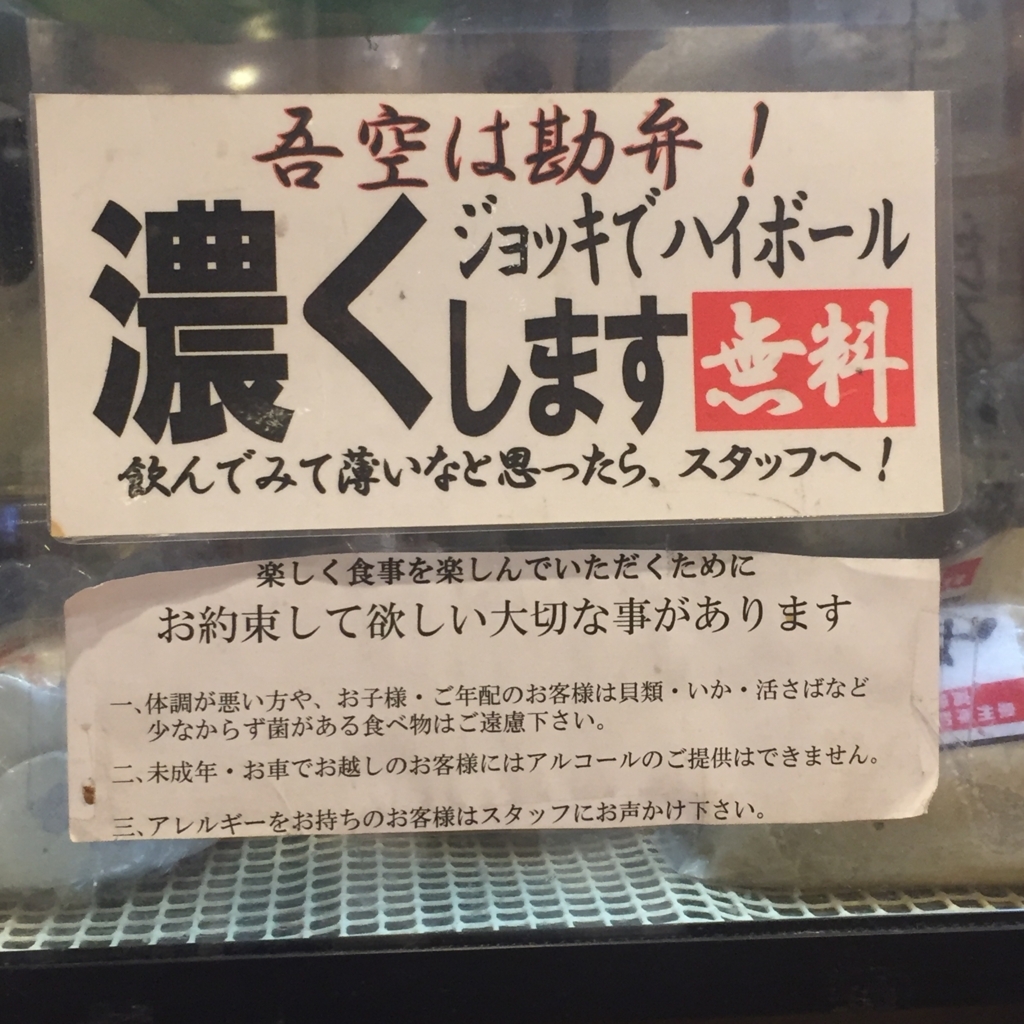 吾空は勘弁！
ジョッキでハイボール
濃くします 無料
飲んでみて薄いなと思ったら、スタッフへ！
楽しく食事を楽しんでいただくために
お約束して欲しい大切な事があります
一、体調が悪い方や、お子様・ご年配のお客様は貝類・いか・活さばなど
少なからず菌がある食べ物はご遠慮下さい。
二、未成年・お車でお越しのお客様にはアルコールのご提供はできません。
三、アレルギーをお持ちのお客様はスタッフにお声かけ下さい。